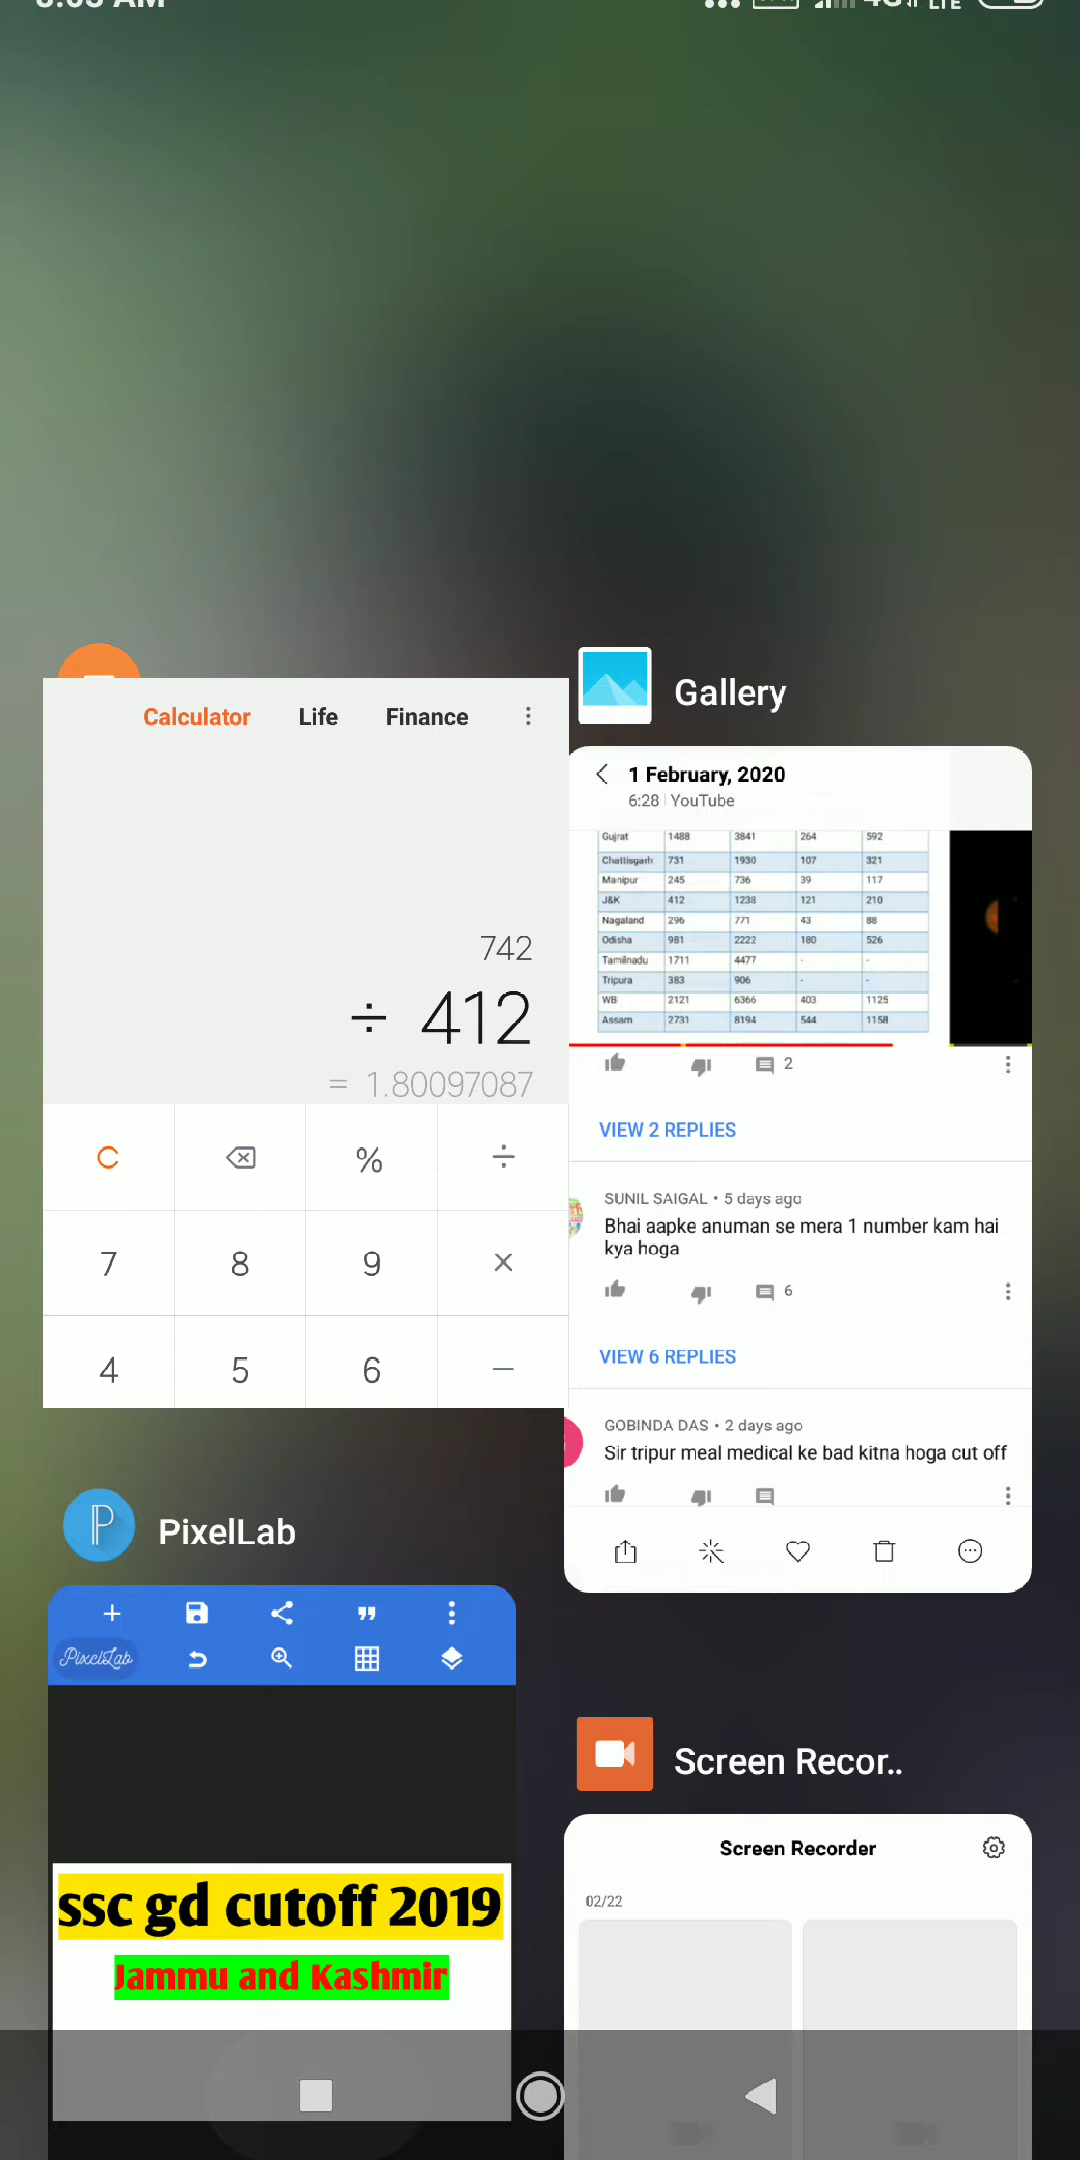 4G LTE
Gallery
Calculator Life Finance
742
÷ 412
= 1.80097087
C % ÷
7 8 9 ×
4 5 6 −
1 February, 2020
6:28 | YouTube
Gujrat 1488 3841 264 592
Chattisgarh 731 1930 107 321
Manipur 245 736 39 117
J&K 412 1238 121 210
Nagaland 296 771 43 88
Odisha 981 2222 180 526
Tamilnadu 1711 4477 - -
Tripura 383 906 - -
WB 2121 6366 403 1125
Assam 2731 8194 544 1158
2
VIEW 2 REPLIES
SUNIL SAIGAL • 5 days ago
Bhai aapke anuman se mera 1 number kam hai
kya hoga
6
VIEW 6 REPLIES
GOBINDA DAS • 2 days ago
Sir tripur meal medical ke bad kitna hoga cut off
P PixelLab
PixelLab
ssc gd cutoff 2019
Jammu and Kashmir
Screen Recor..
Screen Recorder
02/22